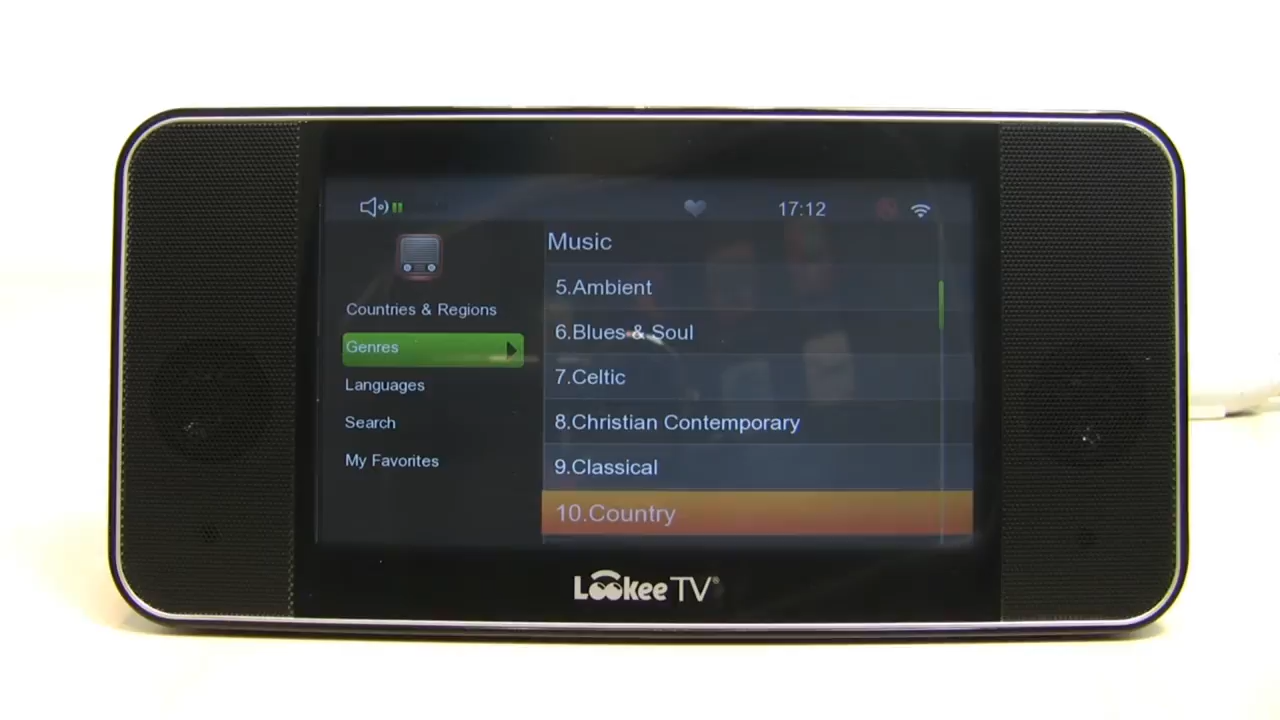 17:12
Countries & Regions
Genres
Languages
Search
My Favorites
Music
5.Ambient
6.Blues & Soul
7.Celtic
8.Christian Contemporary
9.Classical
10.Country
LookeeTV®